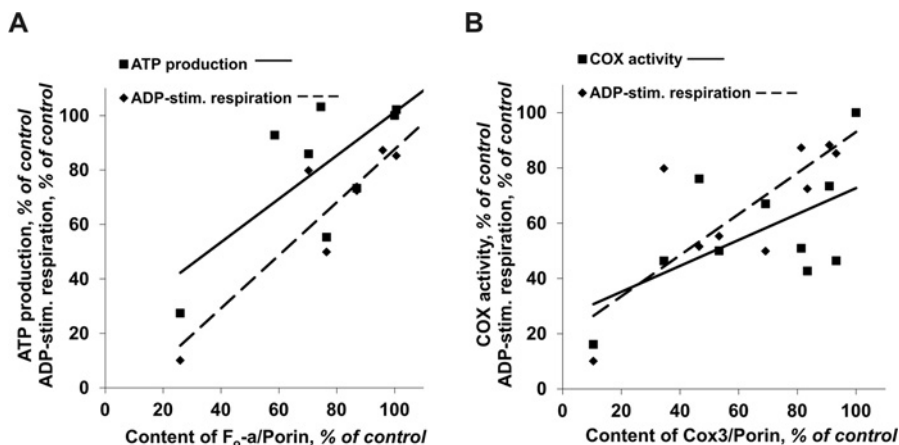 A
ATP production
ADP-stim. respiration
ATP production, % of control
ADP-stim. respiration, % of control
100
80
60
40
20
0
0 20 40 60 80 100
Content of Fo-a/Porin, % of control
B
COX activity
ADP-stim. respiration
COX activity, % of control
ADP-stim. respiration, % of control
100
80
60
40
20
0
0 20 40 60 80 100
Content of Cox3/Porin, % of control